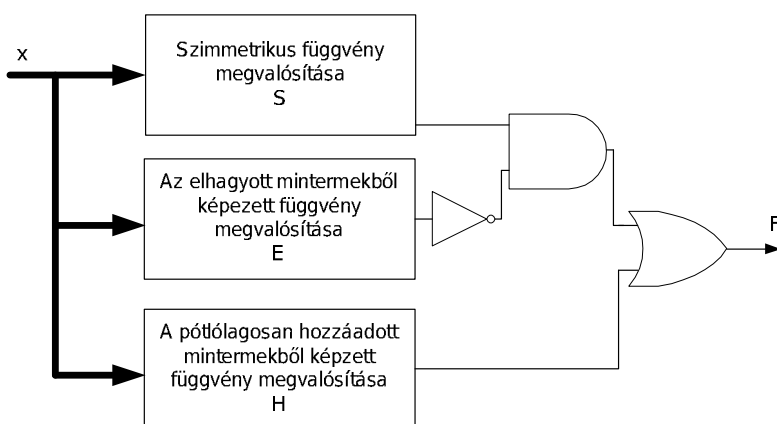 x
Szimmetrikus függvény
megvalósítása
S
Az elhagyott mintermekből
képezett függvény
megvalósítása
E
A pótlólagosan hozzáadott
mintermekből képzett
függvény megvalósítása
H
F